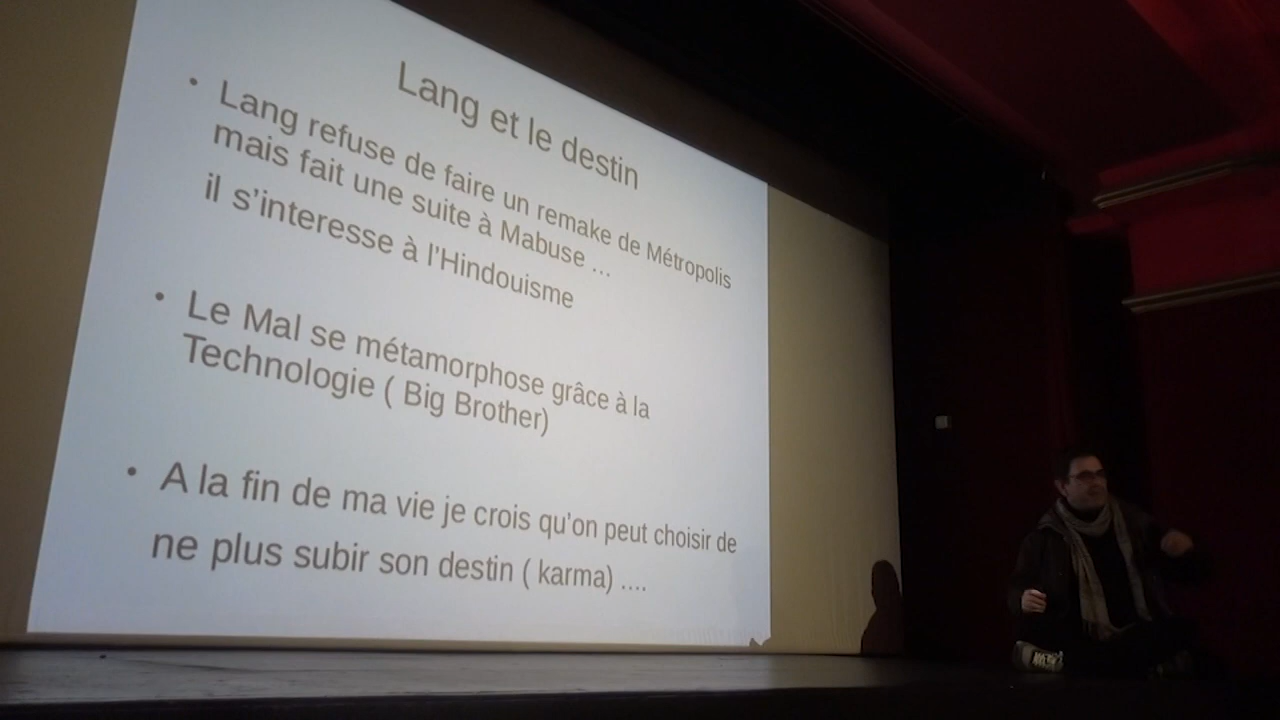 Lang et le destin
• Lang refuse de faire un remake de Métropolis
mais fait une suite à Mabuse ...
il s'interesse à l'Hindouisme
• Le Mal se métamorphose grâce à la
Technologie ( Big Brother)
• A la fin de ma vie je crois qu'on peut choisir de
ne plus subir son destin ( karma) ....